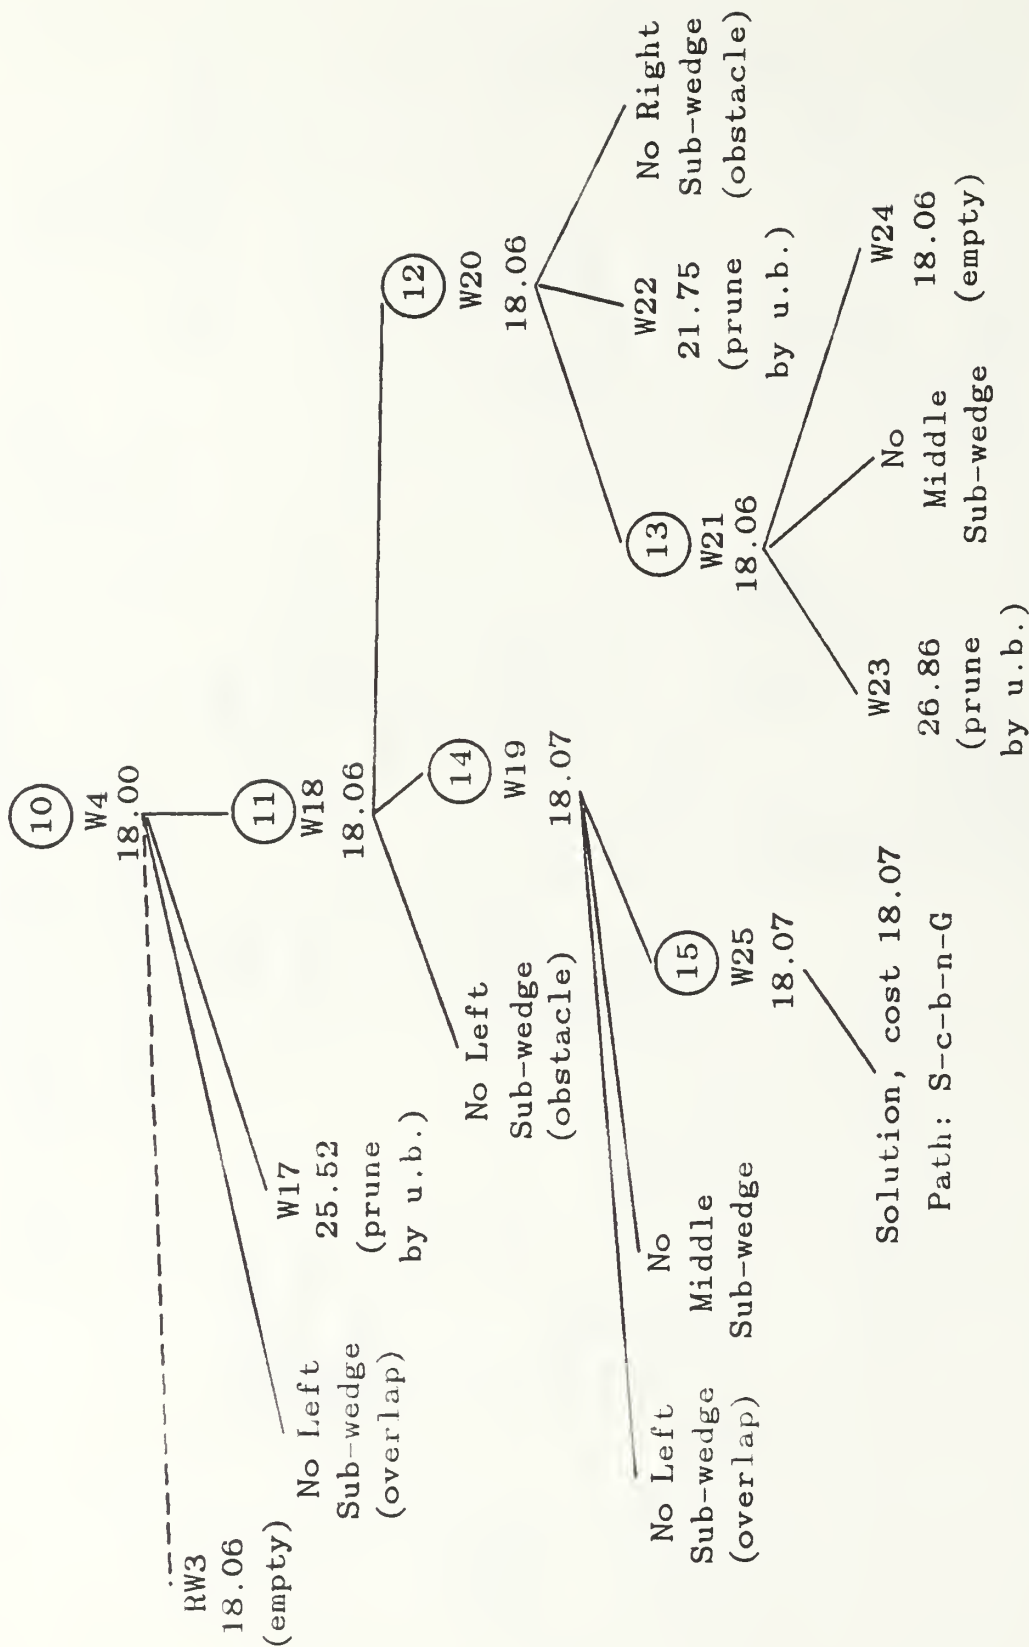 10
W4
18.00
RW3
18.06
(empty)
No Left
Sub-wedge
(overlap)
W17
25.52
(prune
by u.b.)
11
W18
18.06
No Left
Sub-wedge
(obstacle)
14
W19
18.07
12
W20
18.06
No Left
Sub-wedge
(overlap)
No
Middle
Sub-wedge
15
W25
18.07
Solution, cost 18.07
Path: S-c-b-n-G
13
W21
18.06
W22
21.75
(prune
by u.b.)
No Right
Sub-wedge
(obstacle)
W23
26.86
(prune
by u.b.)
No
Middle
Sub-wedge
W24
18.06
(empty)